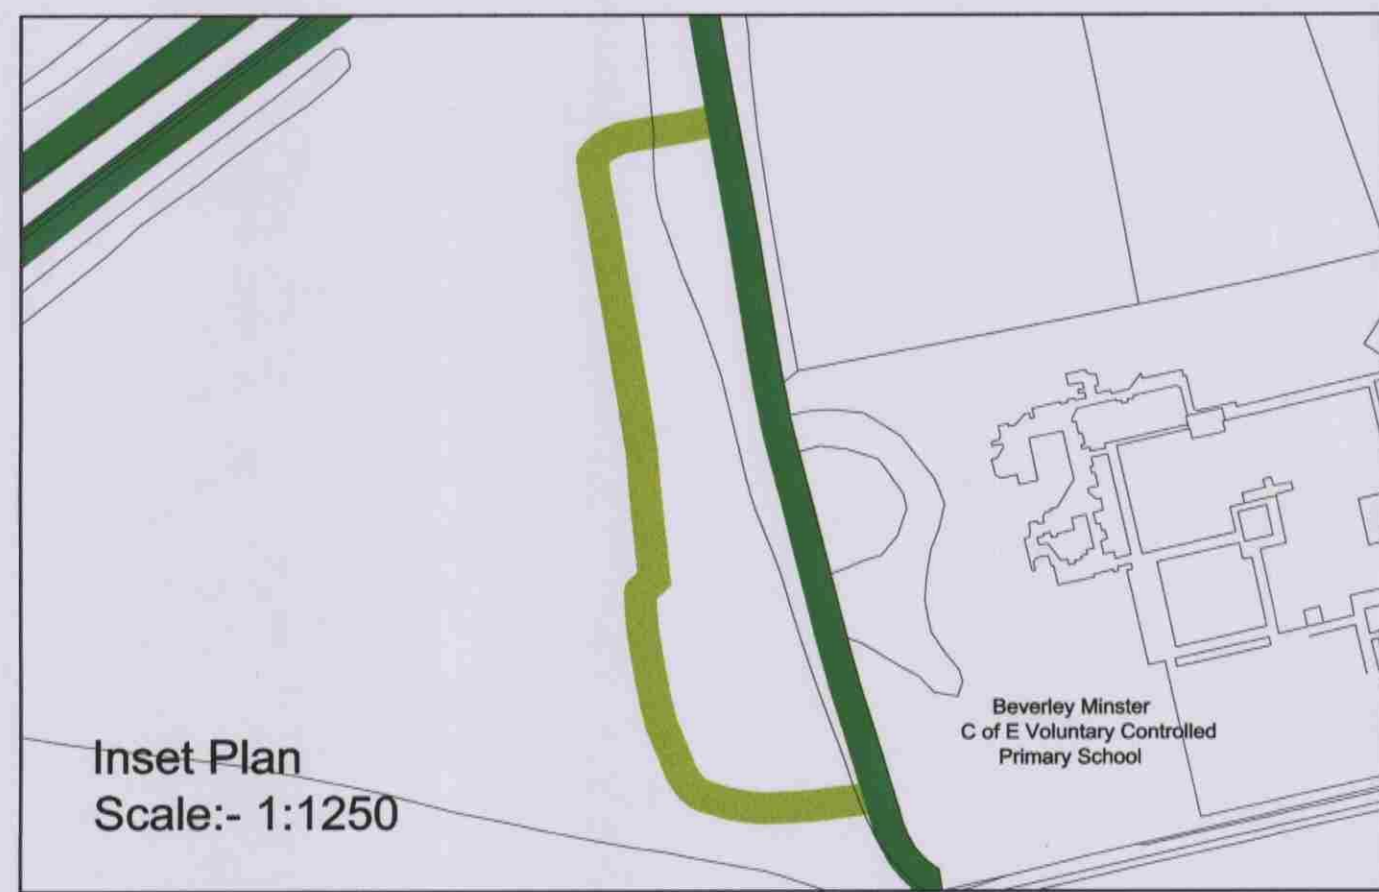 Inset Plan
Scale:- 1:1250
Beverley Minster
C of E Voluntary Controlled
Primary School